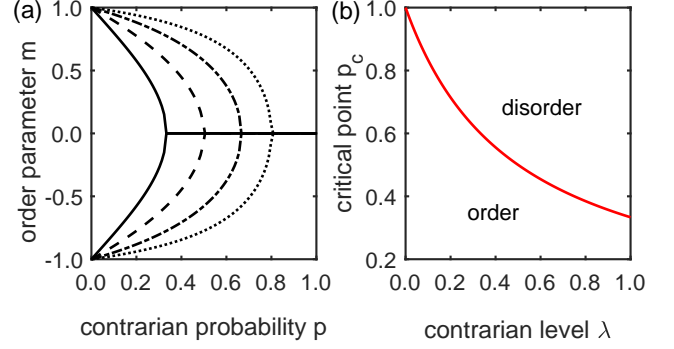 (a)
order parameter m
1.0
0.5
0.0
-0.5
-1.0
0.0 0.2 0.4 0.6 0.8 1.0
contrarian probability p
(b)
critical point p_c
1.0
0.8
0.6
0.4
0.2
disorder
order
0.0 0.2 0.4 0.6 0.8 1.0
contrarian level λ